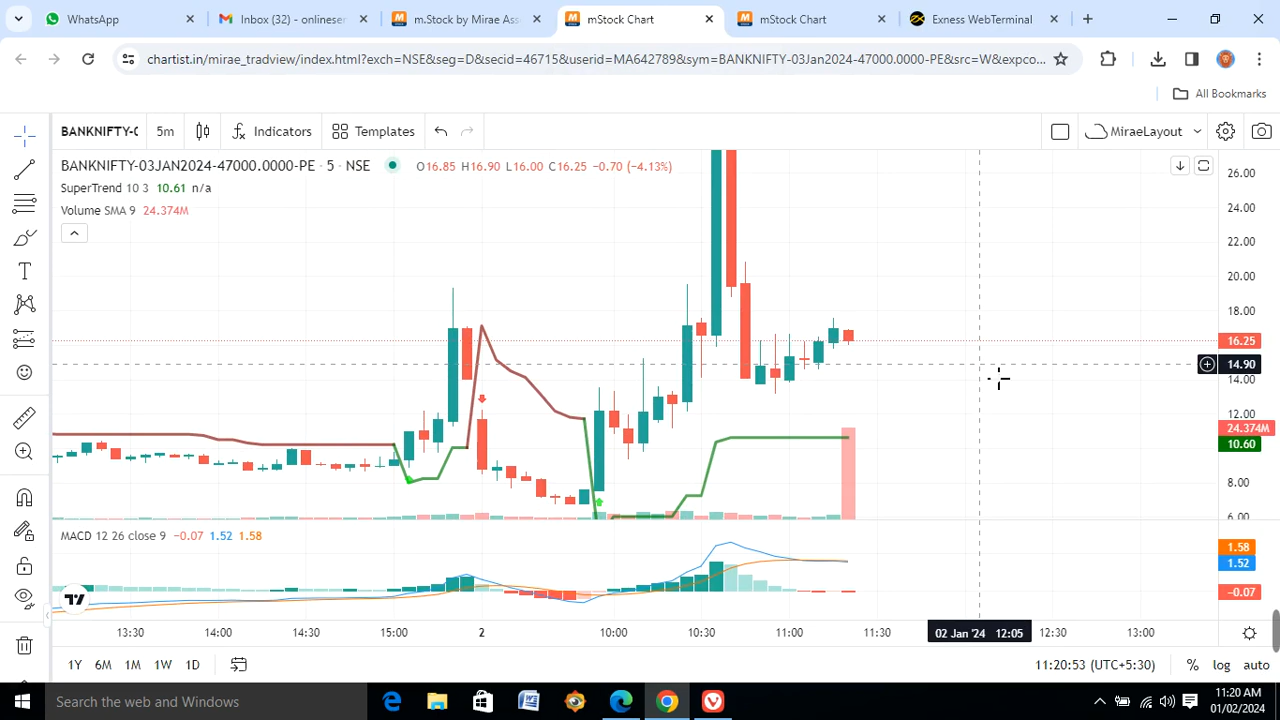 WhatsApp
Inbox (32) - onlineser
m.Stock by Mirae Ass
mStock Chart
mStock Chart
Exness WebTerminal
chartist.in/mirae_tradview/index.html?exch=NSE&seg=D&secid=46715&userid=MA642789&sym=BANKNIFTY-03Jan2024-47000.0000-PE&src=W&expco...
All Bookmarks
BANKNIFTY-0 5m Indicators Templates MiraeLayout
BANKNIFTY-03JAN2024-47000.0000-PE · 5 · NSE O16.85 H16.90 L16.00 C16.25 −0.70 (−4.13%)
SuperTrend 10 3 10.61 n/a
Volume SMA 9 24.374M
26.00
24.00
22.00
20.00
18.00
16.25
14.90
14.00
12.00
24.374M
10.60
8.00
6.00
MACD 12 26 close 9 −0.07 1.52 1.58
1.58
1.52
−0.07
13:30 14:00 14:30 15:00 2 10:00 10:30 11:00 11:30 02 Jan '24 12:05 12:30 13:00
1Y 6M 1M 1W 1D 11:20:53 (UTC+5:30) % log auto
Search the web and Windows
11:20 AM
01/02/2024